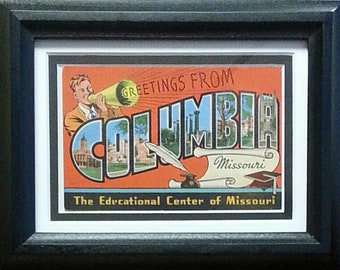 GREETINGS FROM
COLUMBIA
Missouri
The Educational Center of Missouri